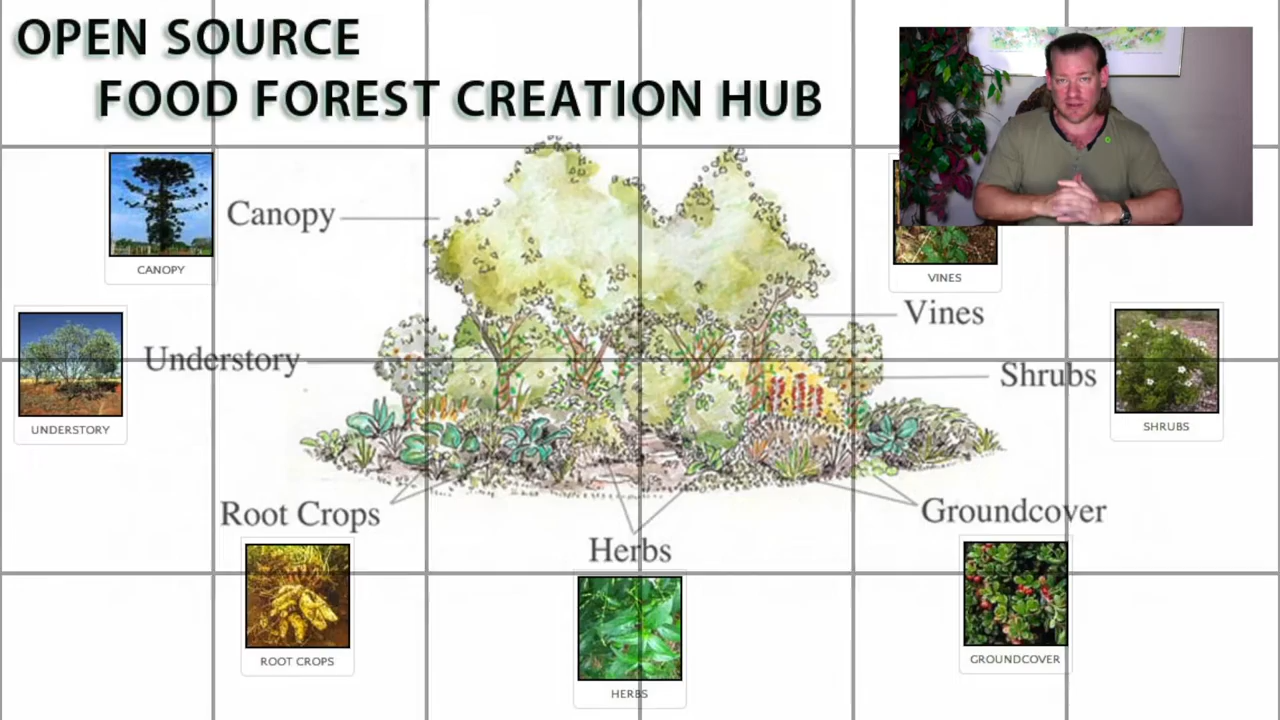 OPEN SOURCE
FOOD FOREST CREATION HUB
Canopy
CANOPY
VINES
Vines
Understory
UNDERSTORY
Shrubs
SHRUBS
Root Crops
ROOT CROPS
Herbs
HERBS
Groundcover
GROUNDCOVER